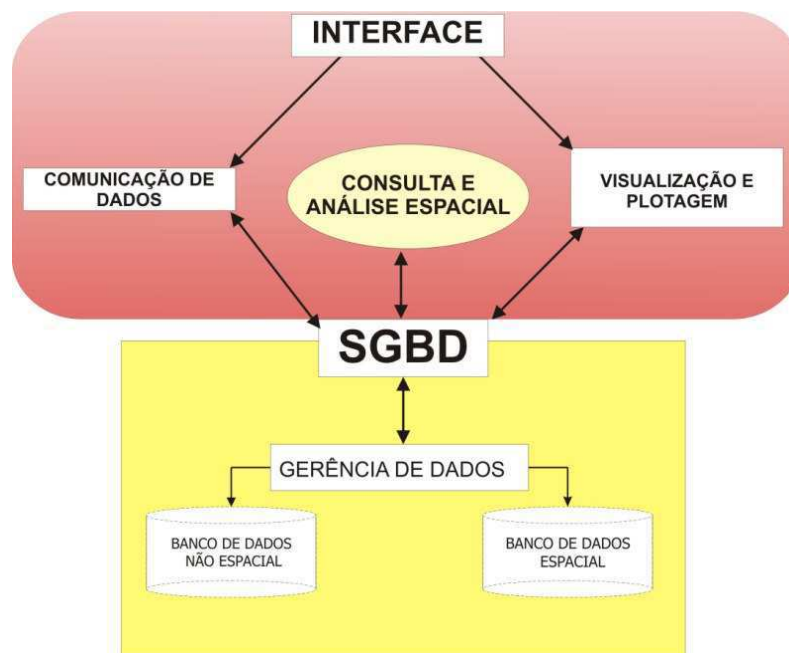 INTERFACE
COMUNICAÇÃO DE
DADOS
CONSULTA E
ANÁLISE ESPACIAL
VISUALIZAÇÃO E
PLOTAGEM
SGBD
GERÊNCIA DE DADOS
BANCO DE DADOS
NÃO ESPACIAL
BANCO DE DADOS
ESPACIAL